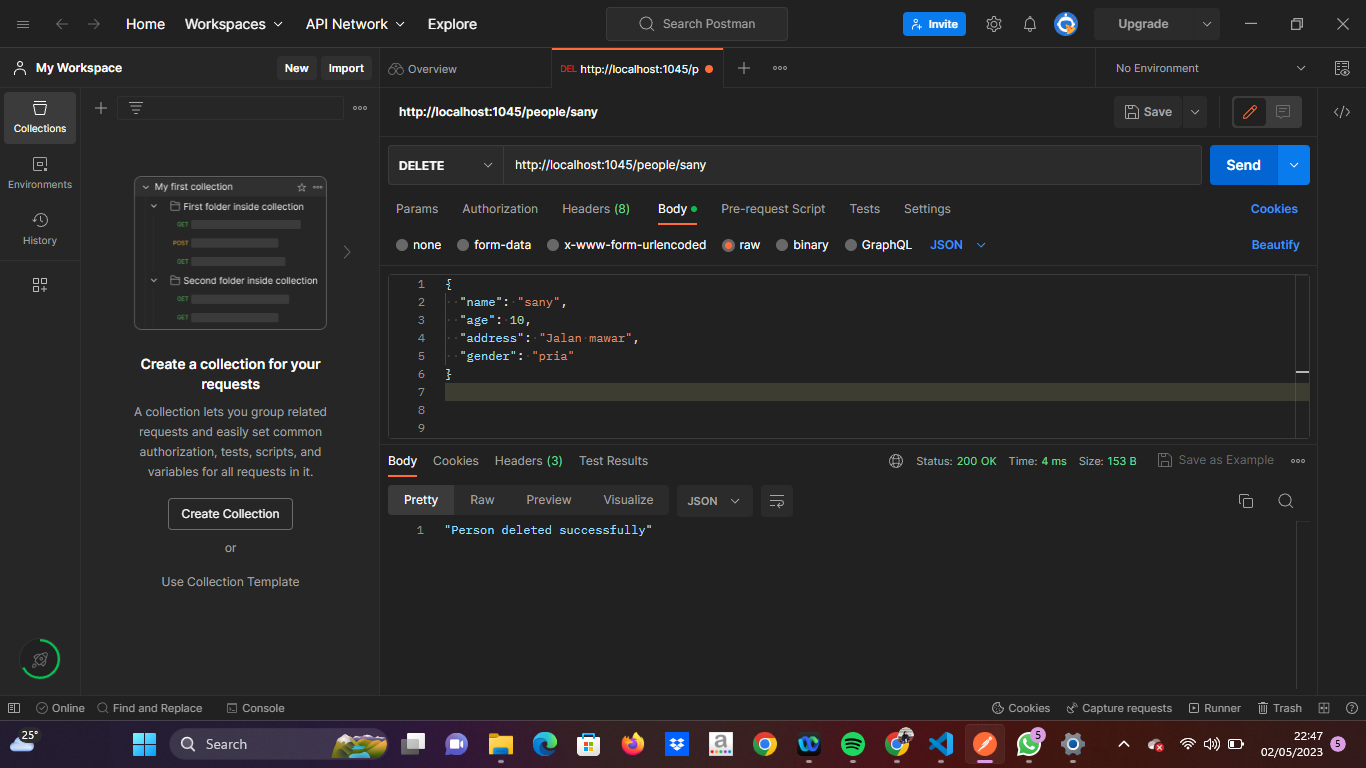 Home Workspaces API Network Explore Search Postman Invite Upgrade
My Workspace New Import Overview DEL http://localhost:1045/p No Environment
http://localhost:1045/people/sany Save
Collections
Environments
History
My first collection
First folder inside collection
GET
POST
GET
Second folder inside collection
GET
GET
Create a collection for your
requests
A collection lets you group related
requests and easily set common
authorization, tests, scripts, and
variables for all requests in it.
Create Collection
or
Use Collection Template
DELETE http://localhost:1045/people/sany Send
Params Authorization Headers (8) Body Pre-request Script Tests Settings Cookies
none form-data x-www-form-urlencoded raw binary GraphQL JSON Beautify
1 {
2 "name": "sany",
3 "age": 10,
4 "address": "Jalan mawar",
5 "gender": "pria"
6 }
7
8
9
Body Cookies Headers (3) Test Results Status: 200 OK Time: 4 ms Size: 153 B Save as Example
Pretty Raw Preview Visualize JSON
1 "Person deleted successfully"
Online Find and Replace Console Cookies Capture requests Runner Trash
25° Search a 5 22:47
02/05/2023 5